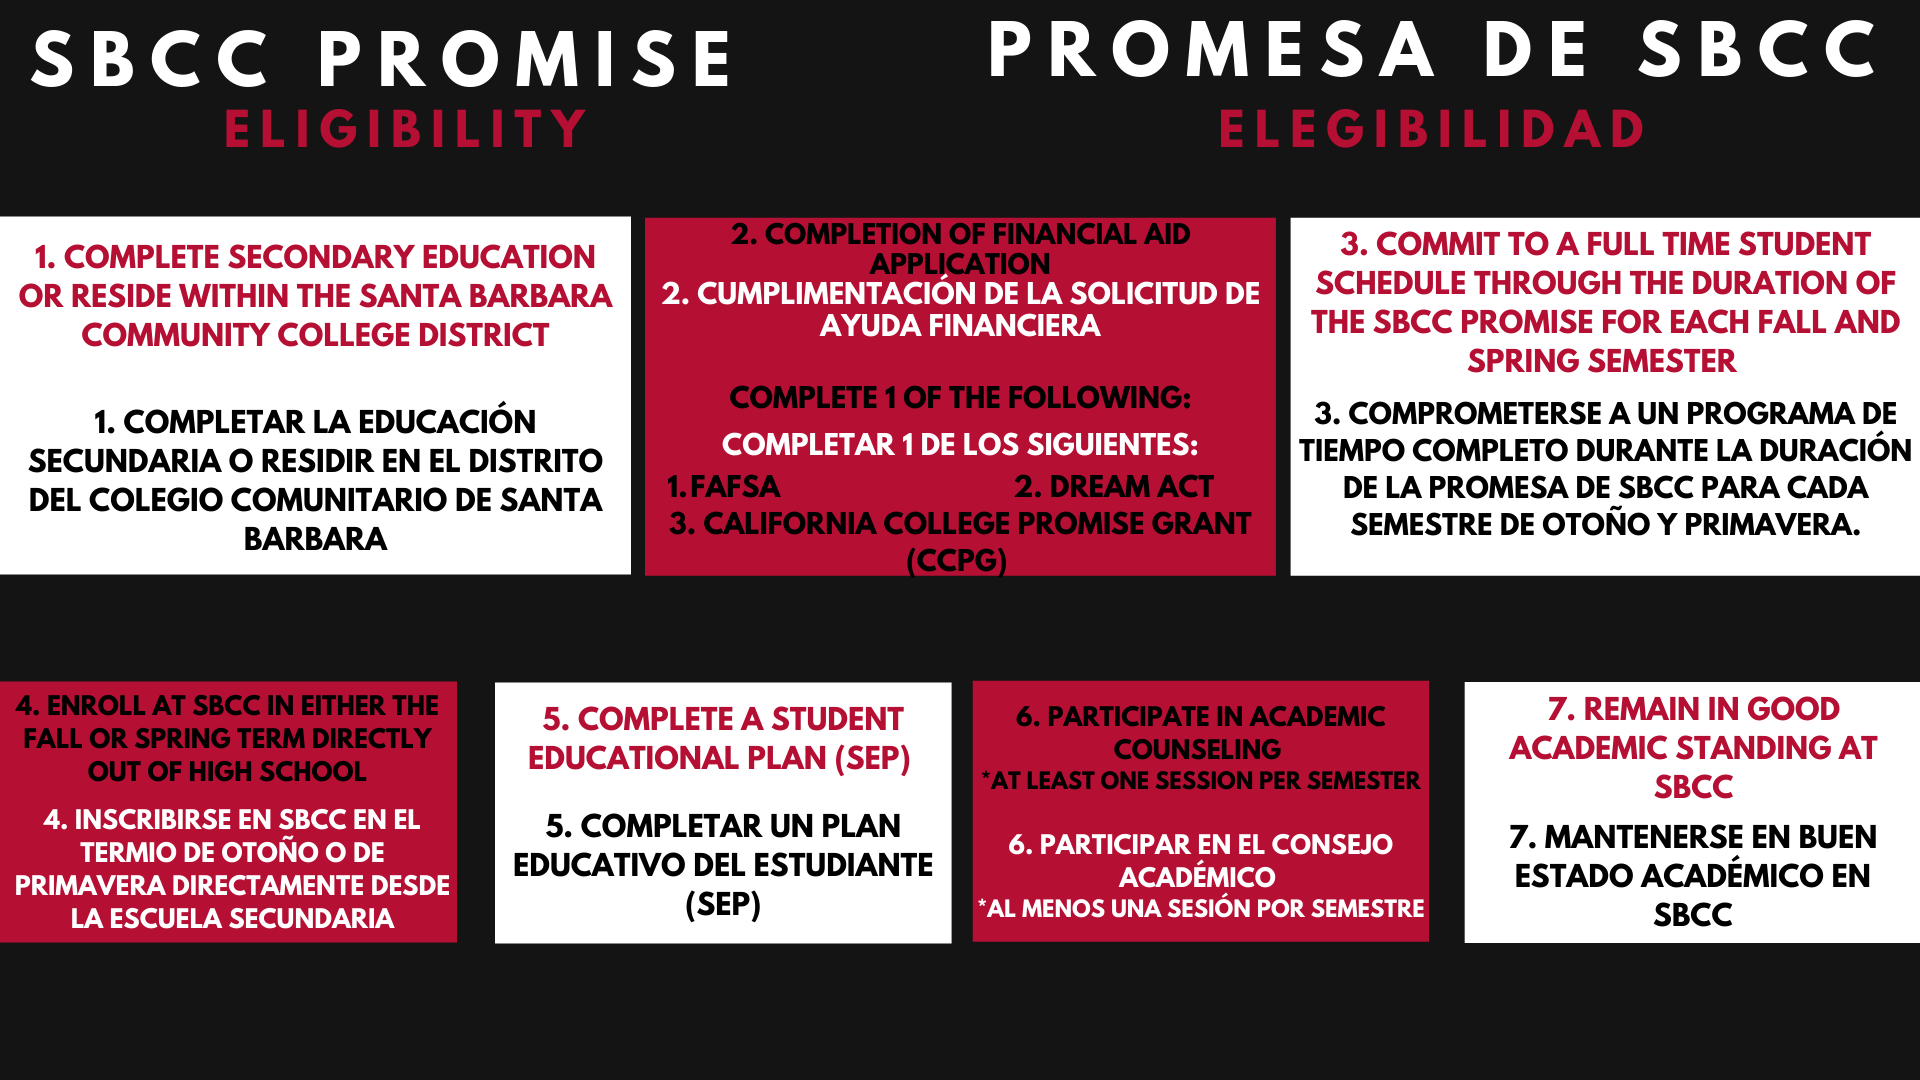 SBCC PROMISE
ELIGIBILITY
PROMESA DE SBCC
ELEGIBILIDAD
1. COMPLETE SECONDARY EDUCATION
OR RESIDE WITHIN THE SANTA BARBARA
COMMUNITY COLLEGE DISTRICT
1. COMPLETAR LA EDUCACIÓN
SECUNDARIA O RESIDIR EN EL DISTRITO
DEL COLEGIO COMUNITARIO DE SANTA
BARBARA
2. COMPLETION OF FINANCIAL AID
APPLICATION
2. CUMPLIMENTACIÓN DE LA SOLICITUD DE
AYUDA FINANCIERA
COMPLETE 1 OF THE FOLLOWING:
COMPLETAR 1 DE LOS SIGUIENTES:
1. FAFSA 2. DREAM ACT
3. CALIFORNIA COLLEGE PROMISE GRANT
(CCPG)
3. COMMIT TO A FULL TIME STUDENT
SCHEDULE THROUGH THE DURATION OF
THE SBCC PROMISE FOR EACH FALL AND
SPRING SEMESTER
3. COMPROMETERSE A UN PROGRAMA DE
TIEMPO COMPLETO DURANTE LA DURACIÓN
DE LA PROMESA DE SBCC PARA CADA
SEMESTRE DE OTOÑO Y PRIMAVERA.
4. ENROLL AT SBCC IN EITHER THE
FALL OR SPRING TERM DIRECTLY
OUT OF HIGH SCHOOL
4. INSCRIBIRSE EN SBCC EN EL
TERMIO DE OTOÑO O DE
PRIMAVERA DIRECTAMENTE DESDE
LA ESCUELA SECUNDARIA
5. COMPLETE A STUDENT
EDUCATIONAL PLAN (SEP)
5. COMPLETAR UN PLAN
EDUCATIVO DEL ESTUDIANTE
(SEP)
6. PARTICIPATE IN ACADEMIC
COUNSELING
*AT LEAST ONE SESSION PER SEMESTER
6. PARTICIPAR EN EL CONSEJO
ACADÉMICO
*AL MENOS UNA SESIÓN POR SEMESTRE
7. REMAIN IN GOOD
ACADEMIC STANDING AT
SBCC
7. MANTENERSE EN BUEN
ESTADO ACADÉMICO EN
SBCC